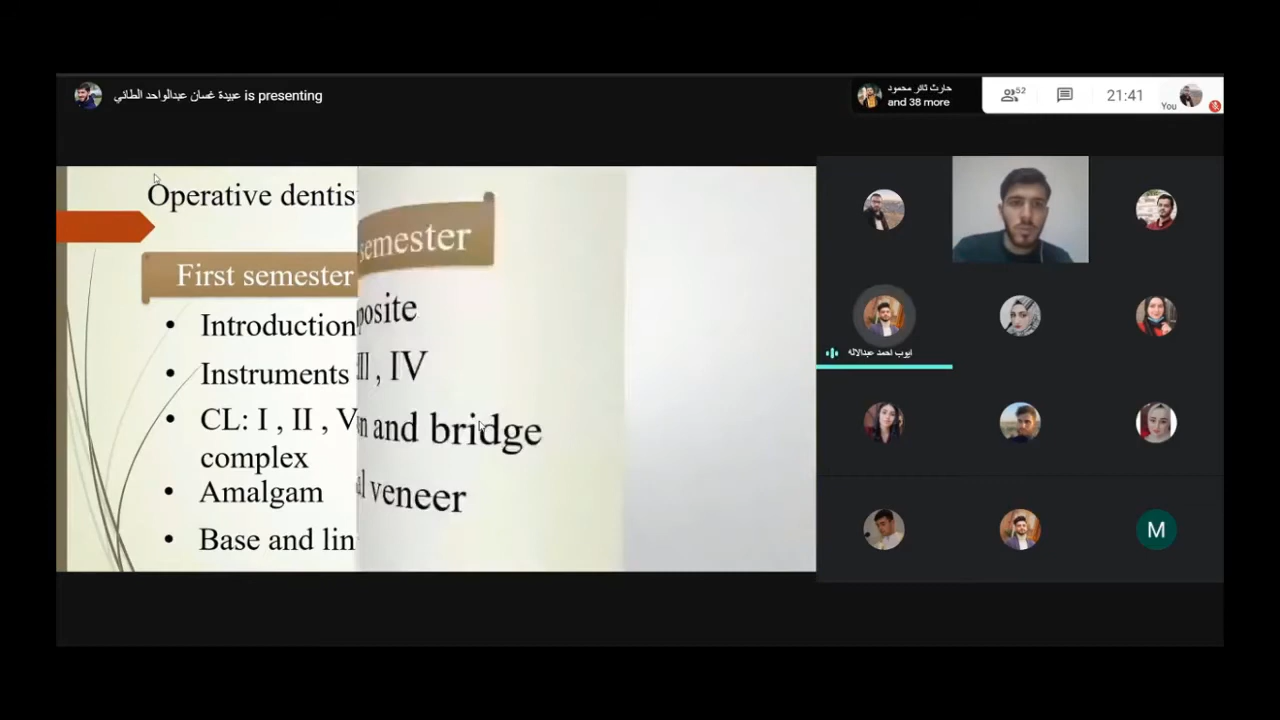 عبيدة غسان عبدالواحد الطائي is presenting
حارث ثائر محمود
and 38 more
52
21:41
You
Operative dentis
First semester
• Introduction
• Instruments
• CL: I , II , V
complex
• Amalgam
• Base and lin
semester
posite
III , IV
n and bridge
l veneer
ايوب احمد عبدالاله
M